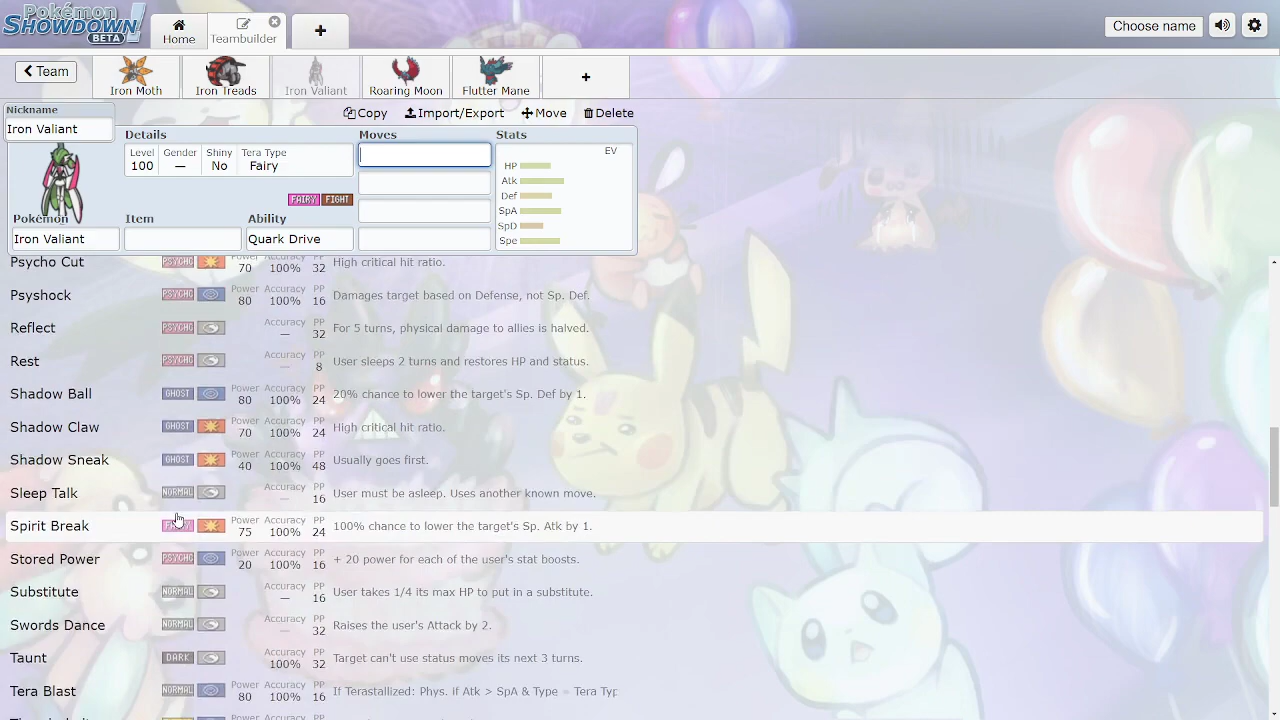 Pokémon
SHOWDOWN!
BETA
Home
Teambuilder
+
Choose name
Team
Iron Moth
Iron Treads
Iron Valiant
Roaring Moon
Flutter Mane
+
Nickname
Iron Valiant
Copy
Import/Export
Move
Delete
Details
Level
100
Gender
—
Shiny
No
Tera Type
Fairy
FAIRY FIGHT
Pokémon
Iron Valiant
Item
Ability
Quark Drive
Moves
Stats
EV
HP
Atk
Def
SpA
SpD
Spe
Psycho Cut PSYCHC Power 70 Accuracy 100% PP 32 High critical hit ratio.
Psyshock PSYCHC Power 80 Accuracy 100% PP 16 Damages target based on Defense, not Sp. Def.
Reflect PSYCHC Accuracy — PP 32 For 5 turns, physical damage to allies is halved.
Rest PSYCHC Accuracy — PP 8 User sleeps 2 turns and restores HP and status.
Shadow Ball GHOST Power 80 Accuracy 100% PP 24 20% chance to lower the target's Sp. Def by 1.
Shadow Claw GHOST Power 70 Accuracy 100% PP 24 High critical hit ratio.
Shadow Sneak GHOST Power 40 Accuracy 100% PP 48 Usually goes first.
Sleep Talk NORMAL Accuracy — PP 16 User must be asleep. Uses another known move.
Spirit Break Power 75 Accuracy 100% PP 24 100% chance to lower the target's Sp. Atk by 1.
Stored Power PSYCHC Power 20 Accuracy 100% PP 16 + 20 power for each of the user's stat boosts.
Substitute NORMAL Accuracy — PP 16 User takes 1/4 its max HP to put in a substitute.
Swords Dance NORMAL Accuracy — PP 32 Raises the user's Attack by 2.
Taunt DARK Accuracy 100% PP 32 Target can't use status moves its next 3 turns.
Tera Blast NORMAL Power 80 Accuracy 100% PP 16 If Terastallized: Phys. if Atk > SpA & Type = Tera Typ